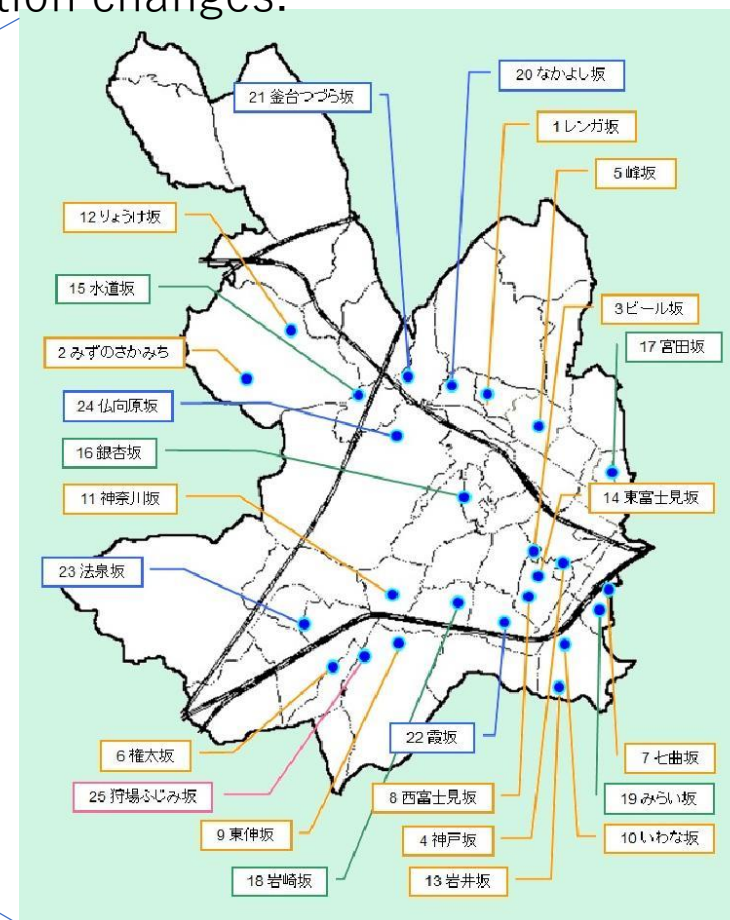 tion changes.
20 なかよし坂
21 釜台つづら坂
1 レンガ坂
5 峰坂
12 りょうけ坂
15 水道坂
3 ビール坂
17 宮田坂
2 みずのさかみち
24 仏向原坂
16 銀杏坂
11 神奈川坂
14 東富士見坂
23 法泉坂
22 霞坂
6 権太坂
7 七曲坂
25 狩場ふじみ坂
8 西富士見坂
19 みらい坂
9 東伸坂
4 神戸坂
10 いわな坂
18 岩崎坂
13 岩井坂